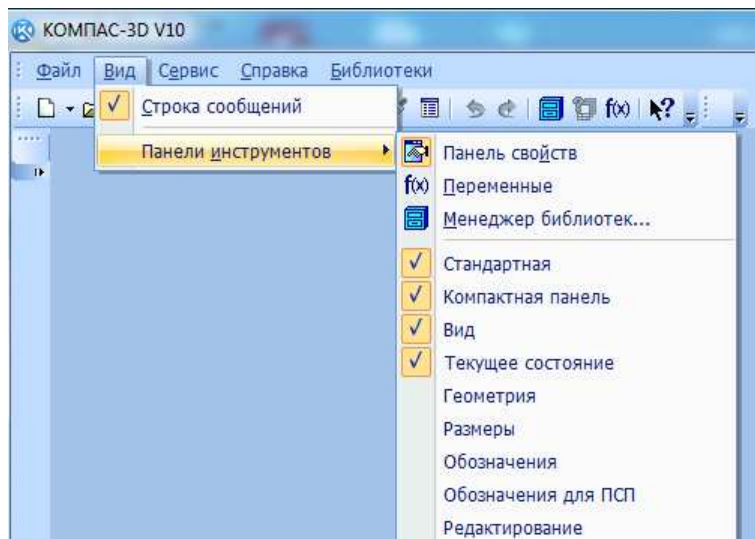 КОМПАС-3D V10
Файл Вид Сервис Справка Библиотеки
Строка сообщений
f(x)
Панели инструментов
Панель свойств
f(x) Переменные
Менеджер библиотек...
Стандартная
Компактная панель
Вид
Текущее состояние
Геометрия
Размеры
Обозначения
Обозначения для ПСП
Редактирование